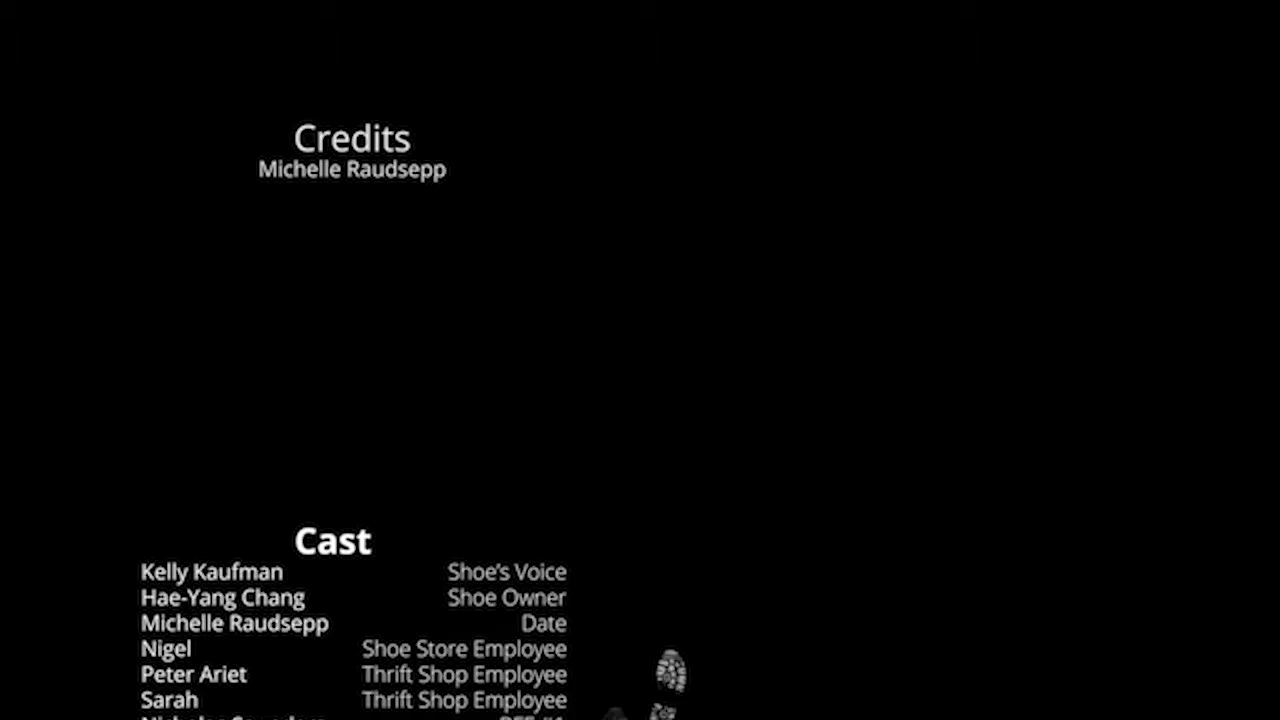 Credits
Michelle Raudsepp
Cast
Kelly Kaufman Shoe's Voice
Hae-Yang Chang Shoe Owner
Michelle Raudsepp Date
Nigel Shoe Store Employee
Peter Ariet Thrift Shop Employee
Sarah Thrift Shop Employee